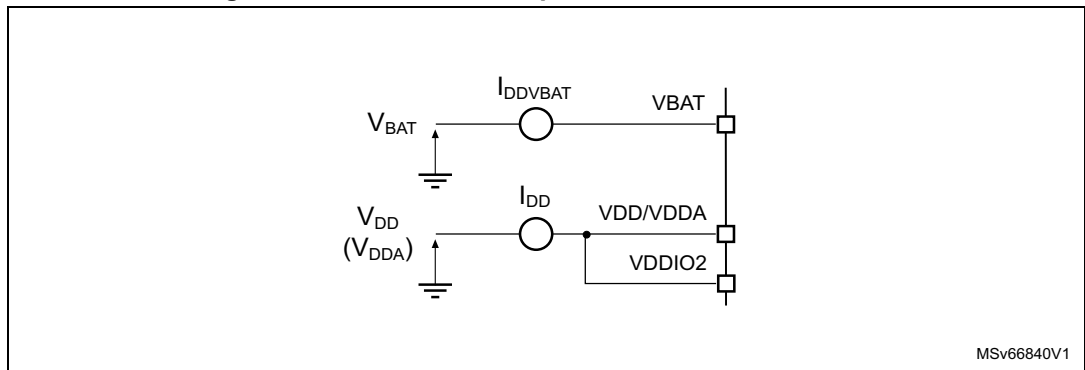 I_DDVBAT
VBAT
V_BAT
I_DD
VDD/VDDA
V_DD
(V_DDA)
VDDIO2
MSv66840V1